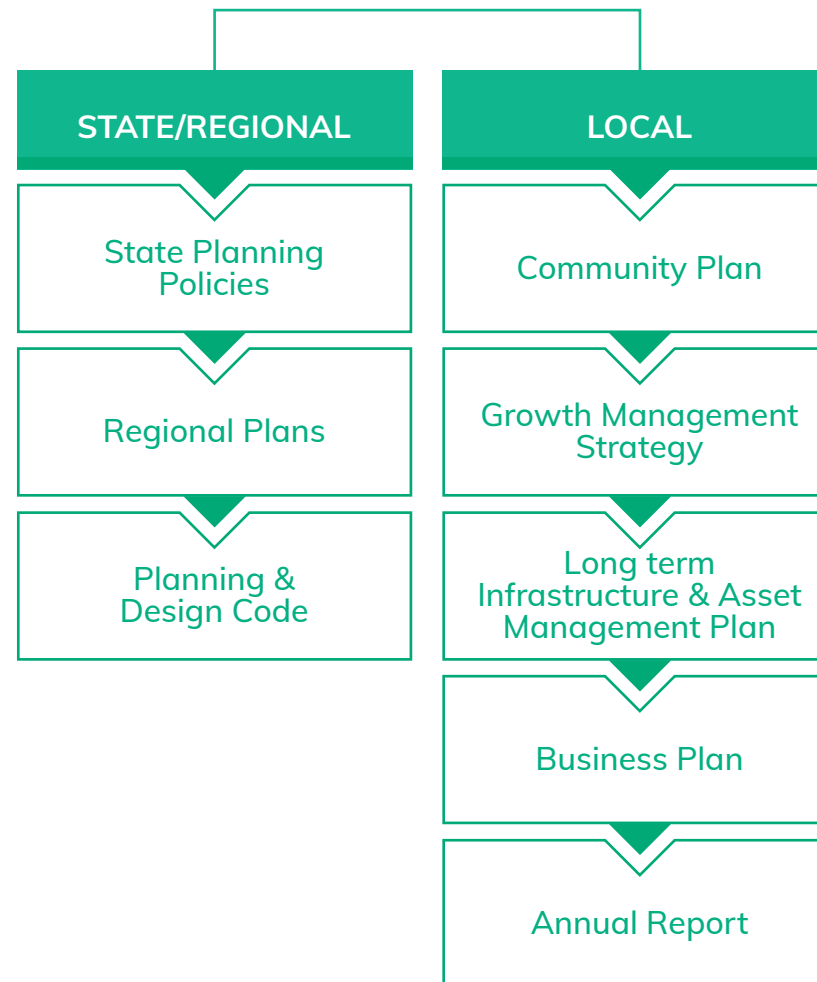 STATE/REGIONAL
State Planning
Policies
Regional Plans
Planning &
Design Code
LOCAL
Community Plan
Growth Management
Strategy
Long term
Infrastructure & Asset
Management Plan
Business Plan
Annual Report